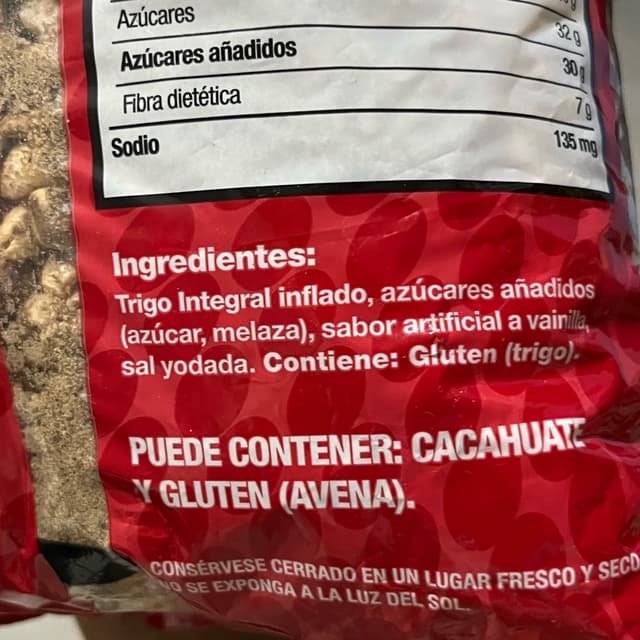 Azúcares 32 g
Azúcares añadidos 30 g
Fibra dietética 7 g
Sodio 135 mg
Ingredientes:
Trigo Integral inflado, azúcares añadidos
(azúcar, melaza), sabor artificial a vainilla,
sal yodada. Contiene: Gluten (trigo).
PUEDE CONTENER: CACAHUATE
Y GLUTEN (AVENA).
CONSÉRVESE CERRADO EN UN LUGAR FRESCO Y SECO
NO SE EXPONGA A LA LUZ DEL SOL.